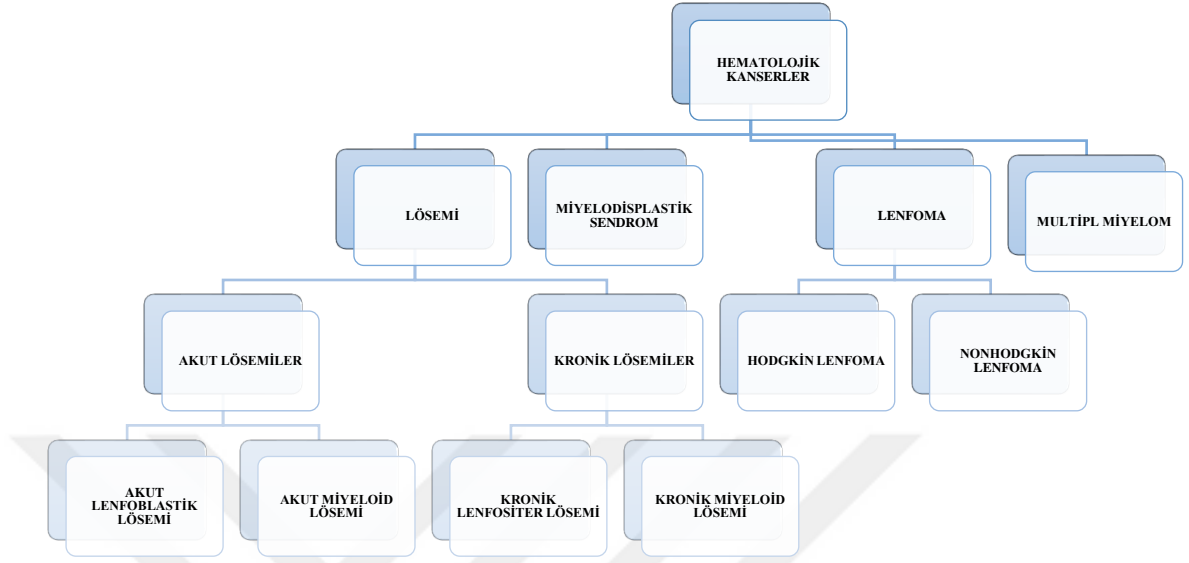 HEMATOLOJİK
KANSERLER
LÖSEMİ
MİYELODİSPLASTİK
SENDROM
LENFOMA
MULTİPL MİYELOM
AKUT LÖSEMİLER
KRONİK LÖSEMİLER
HODGKİN LENFOMA
NONHODGKİN
LENFOMA
AKUT
LENFOBLASTİK
LÖSEMİ
AKUT MİYELOİD
LÖSEMİ
KRONİK
LENFOSİTER LÖSEMİ
KRONİK MİYELOİD
LÖSEMİ